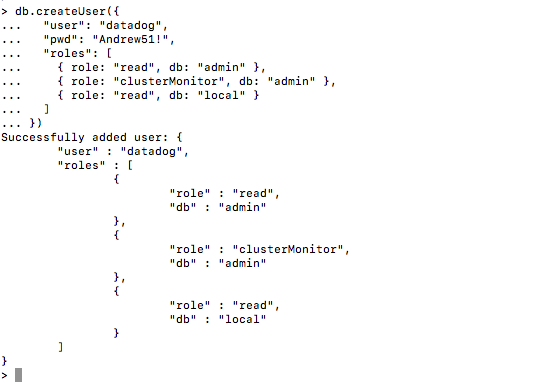 > db.createUser({
...   "user": "datadog",
...   "pwd": "Andrew51!",
...   "roles": [
...     { role: "read", db: "admin" },
...     { role: "clusterMonitor", db: "admin" },
...     { role: "read", db: "local" }
...   ]
... })
Successfully added user: {
        "user" : "datadog",
        "roles" : [
                {
                        "role" : "read",
                        "db" : "admin"
                },
                {
                        "role" : "clusterMonitor",
                        "db" : "admin"
                },
                {
                        "role" : "read",
                        "db" : "local"
                }
        ]
}
>